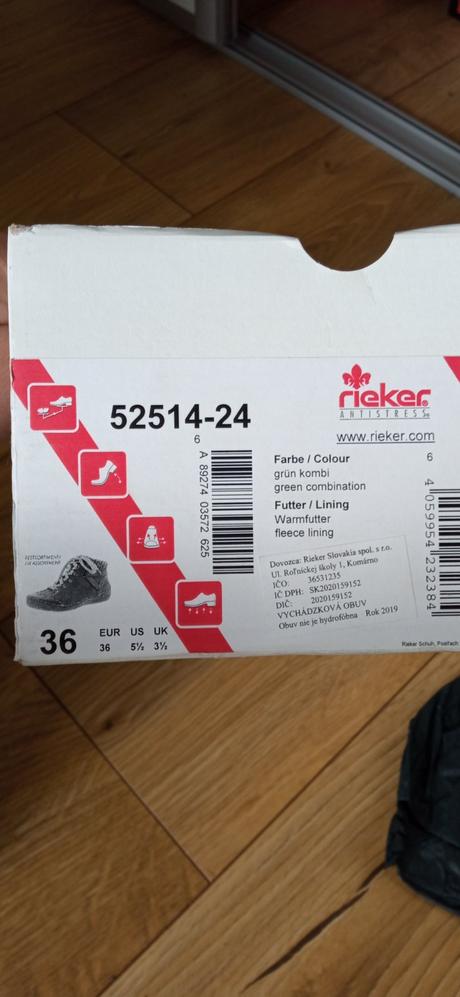 rieker
ANTISTRESS
52514-24
www.rieker.com
6
A 89274 03572 625
Farbe / Colour
grün kombi
green combination
Futter / Lining
Warmfutter
fleece lining
6
4 059954 232384
Dovozca: Rieker Slovakia spol. s r.o.
Ul. Roľníckej školy 1, Komárno
IČO: 36531235
IČ DPH: SK2020159152
DIČ: 2020159152
VYCHÁDZKOVÁ OBUV
Obuv nie je hydrofóbna Rok 2019
36
EUR US UK
36 5½ 3½
Rieker Schuh, Postfach